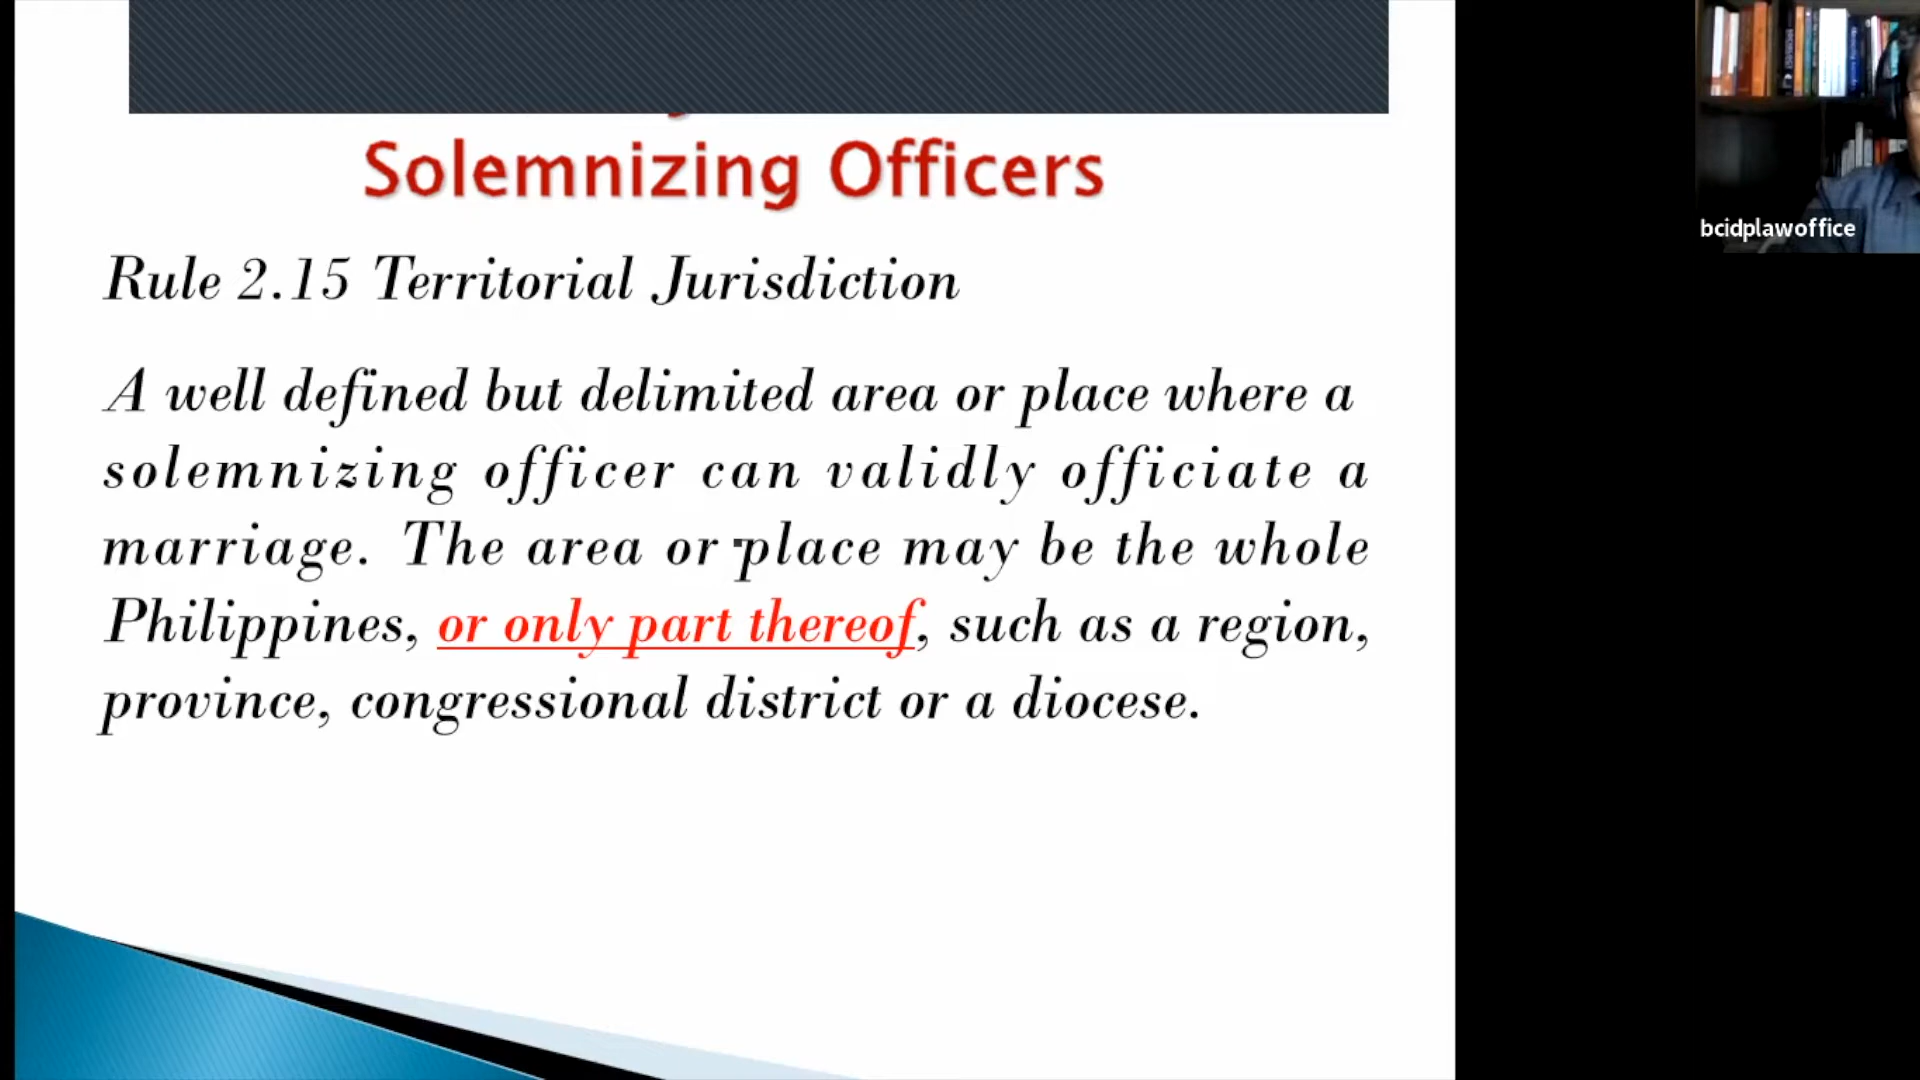 Solemnizing Officers
bcidplawoffice
Rule 2.15 Territorial Jurisdiction
A well defined but delimited area or place where a
solemnizing officer can validly officiate a
marriage. The area or place may be the whole
Philippines, or only part thereof, such as a region,
province, congressional district or a diocese.